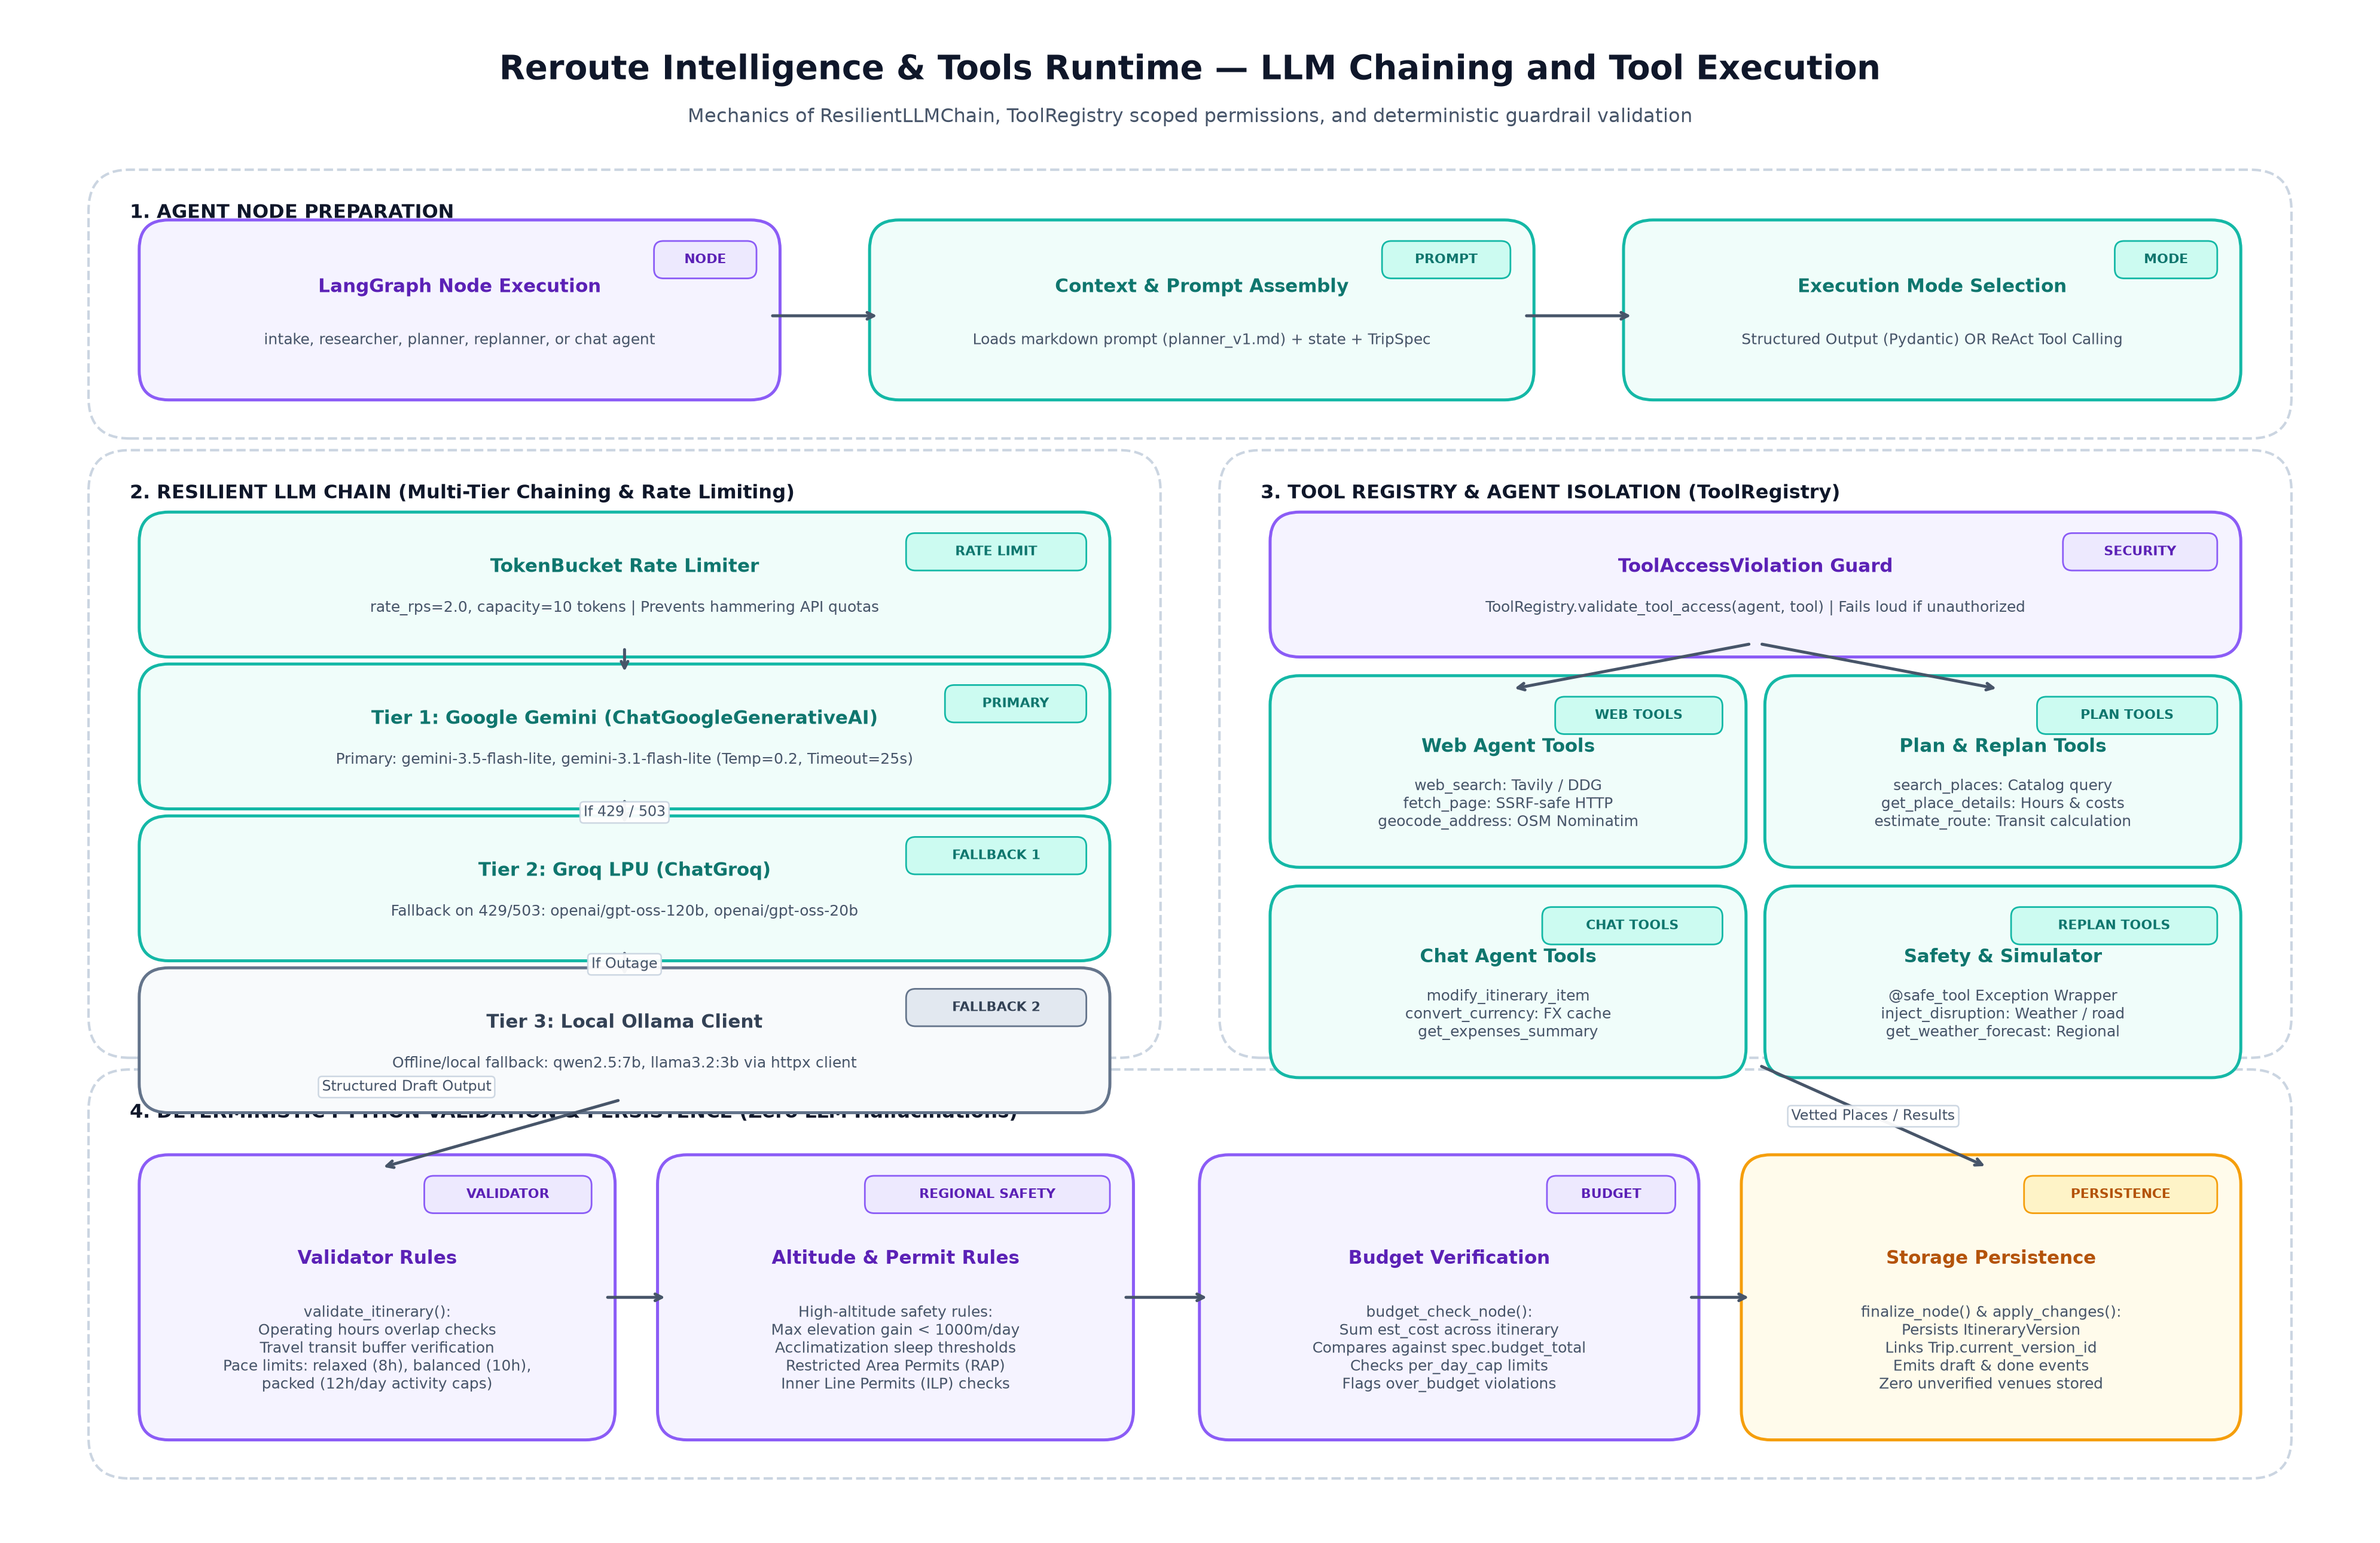 Reroute Intelligence & Tools Runtime — LLM Chaining and Tool Execution
Mechanics of ResilientLLMChain, ToolRegistry scoped permissions, and deterministic guardrail validation
1. AGENT NODE PREPARATION
NODE
LangGraph Node Execution
intake, researcher, planner, replanner, or chat agent
PROMPT
Context & Prompt Assembly
Loads markdown prompt (planner_v1.md) + state + TripSpec
MODE
Execution Mode Selection
Structured Output (Pydantic) OR ReAct Tool Calling
2. RESILIENT LLM CHAIN (Multi-Tier Chaining & Rate Limiting)
RATE LIMIT
TokenBucket Rate Limiter
rate_rps=2.0, capacity=10 tokens | Prevents hammering API quotas
PRIMARY
Tier 1: Google Gemini (ChatGoogleGenerativeAI)
Primary: gemini-3.5-flash-lite, gemini-3.1-flash-lite (Temp=0.2, Timeout=25s)
If 429 / 503
FALLBACK 1
Tier 2: Groq LPU (ChatGroq)
Fallback on 429/503: openai/gpt-oss-120b, openai/gpt-oss-20b
If Outage
FALLBACK 2
Tier 3: Local Ollama Client
Offline/local fallback: qwen2.5:7b, llama3.2:3b via httpx client
Structured Draft Output
3. TOOL REGISTRY & AGENT ISOLATION (ToolRegistry)
SECURITY
ToolAccessViolation Guard
ToolRegistry.validate_tool_access(agent, tool) | Fails loud if unauthorized
WEB TOOLS
Web Agent Tools
web_search: Tavily / DDG
fetch_page: SSRF-safe HTTP
geocode_address: OSM Nominatim
PLAN TOOLS
Plan & Replan Tools
search_places: Catalog query
get_place_details: Hours & costs
estimate_route: Transit calculation
CHAT TOOLS
Chat Agent Tools
modify_itinerary_item
convert_currency: FX cache
get_expenses_summary
REPLAN TOOLS
Safety & Simulator
@safe_tool Exception Wrapper
inject_disruption: Weather / road
get_weather_forecast: Regional
Vetted Places / Results
4. DETERMINISTIC PYTHON VALIDATION & PERSISTENCE (Zero LLM Hallucinations)
VALIDATOR
Validator Rules
validate_itinerary():
Operating hours overlap checks
Travel transit buffer verification
Pace limits: relaxed (8h), balanced (10h),
packed (12h/day activity caps)
REGIONAL SAFETY
Altitude & Permit Rules
High-altitude safety rules:
Max elevation gain < 1000m/day
Acclimatization sleep thresholds
Restricted Area Permits (RAP)
Inner Line Permits (ILP) checks
BUDGET
Budget Verification
budget_check_node():
Sum est_cost across itinerary
Compares against spec.budget_total
Checks per_day_cap limits
Flags over_budget violations
PERSISTENCE
Storage Persistence
finalize_node() & apply_changes():
Persists ItineraryVersion
Links Trip.current_version_id
Emits draft & done events
Zero unverified venues stored